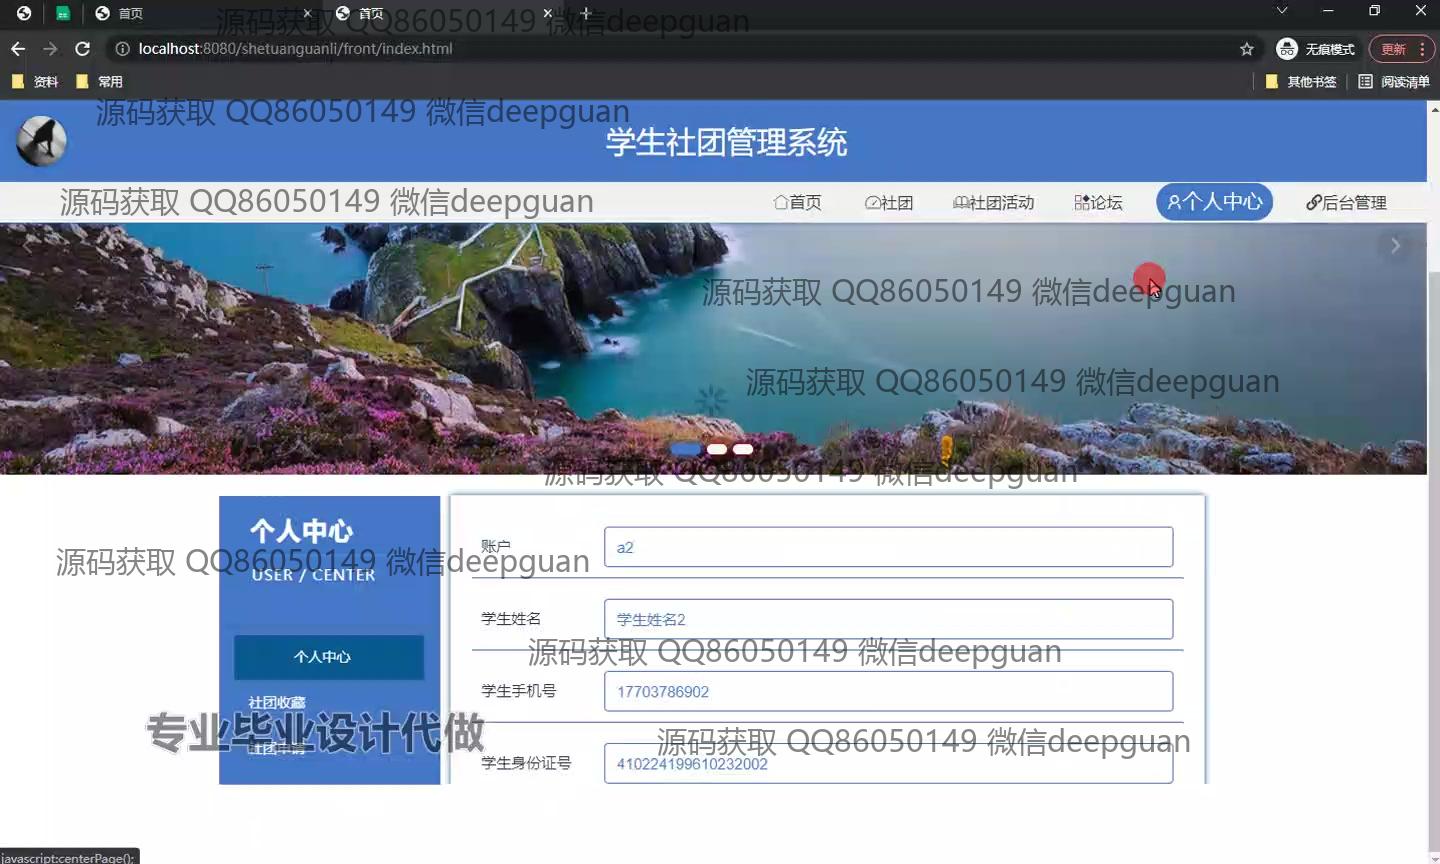 首页
首页
localhost:8080/shetuanguanli/front/index.html
无痕模式
更新
资料
常用
其他书签
阅读清单
源码获取 QQ86050149 微信deepguan
源码获取 QQ86050149 微信deepguan
学生社团管理系统
源码获取 QQ86050149 微信deepguan
首页
社团
社团活动
论坛
个人中心
后台管理
源码获取 QQ86050149 微信deepguan
源码获取 QQ86050149 微信deepguan
源码获取 QQ86050149 微信deepguan
个人中心
USER / CENTER
账户
a2
源码获取 QQ86050149 微信deepguan
学生姓名
学生姓名2
源码获取 QQ86050149 微信deepguan
个人中心
学生手机号
17703786902
社团收藏
专业毕业设计代做
社团申请
源码获取 QQ86050149 微信deepguan
学生身份证号
410224199610232002
javascript:centerPage();